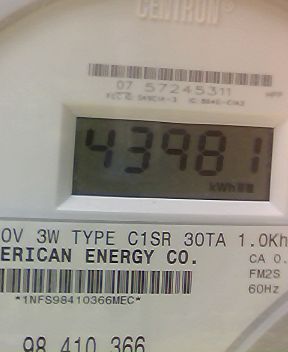 CENTRON®
07 57245311
43981
kWh
0V 3W TYPE C1SR 30TA 1.0Kh
ERICAN ENERGY CO.
CA 0.
FM2S
*1NFS98410366MEC*
60Hz
98 410 366